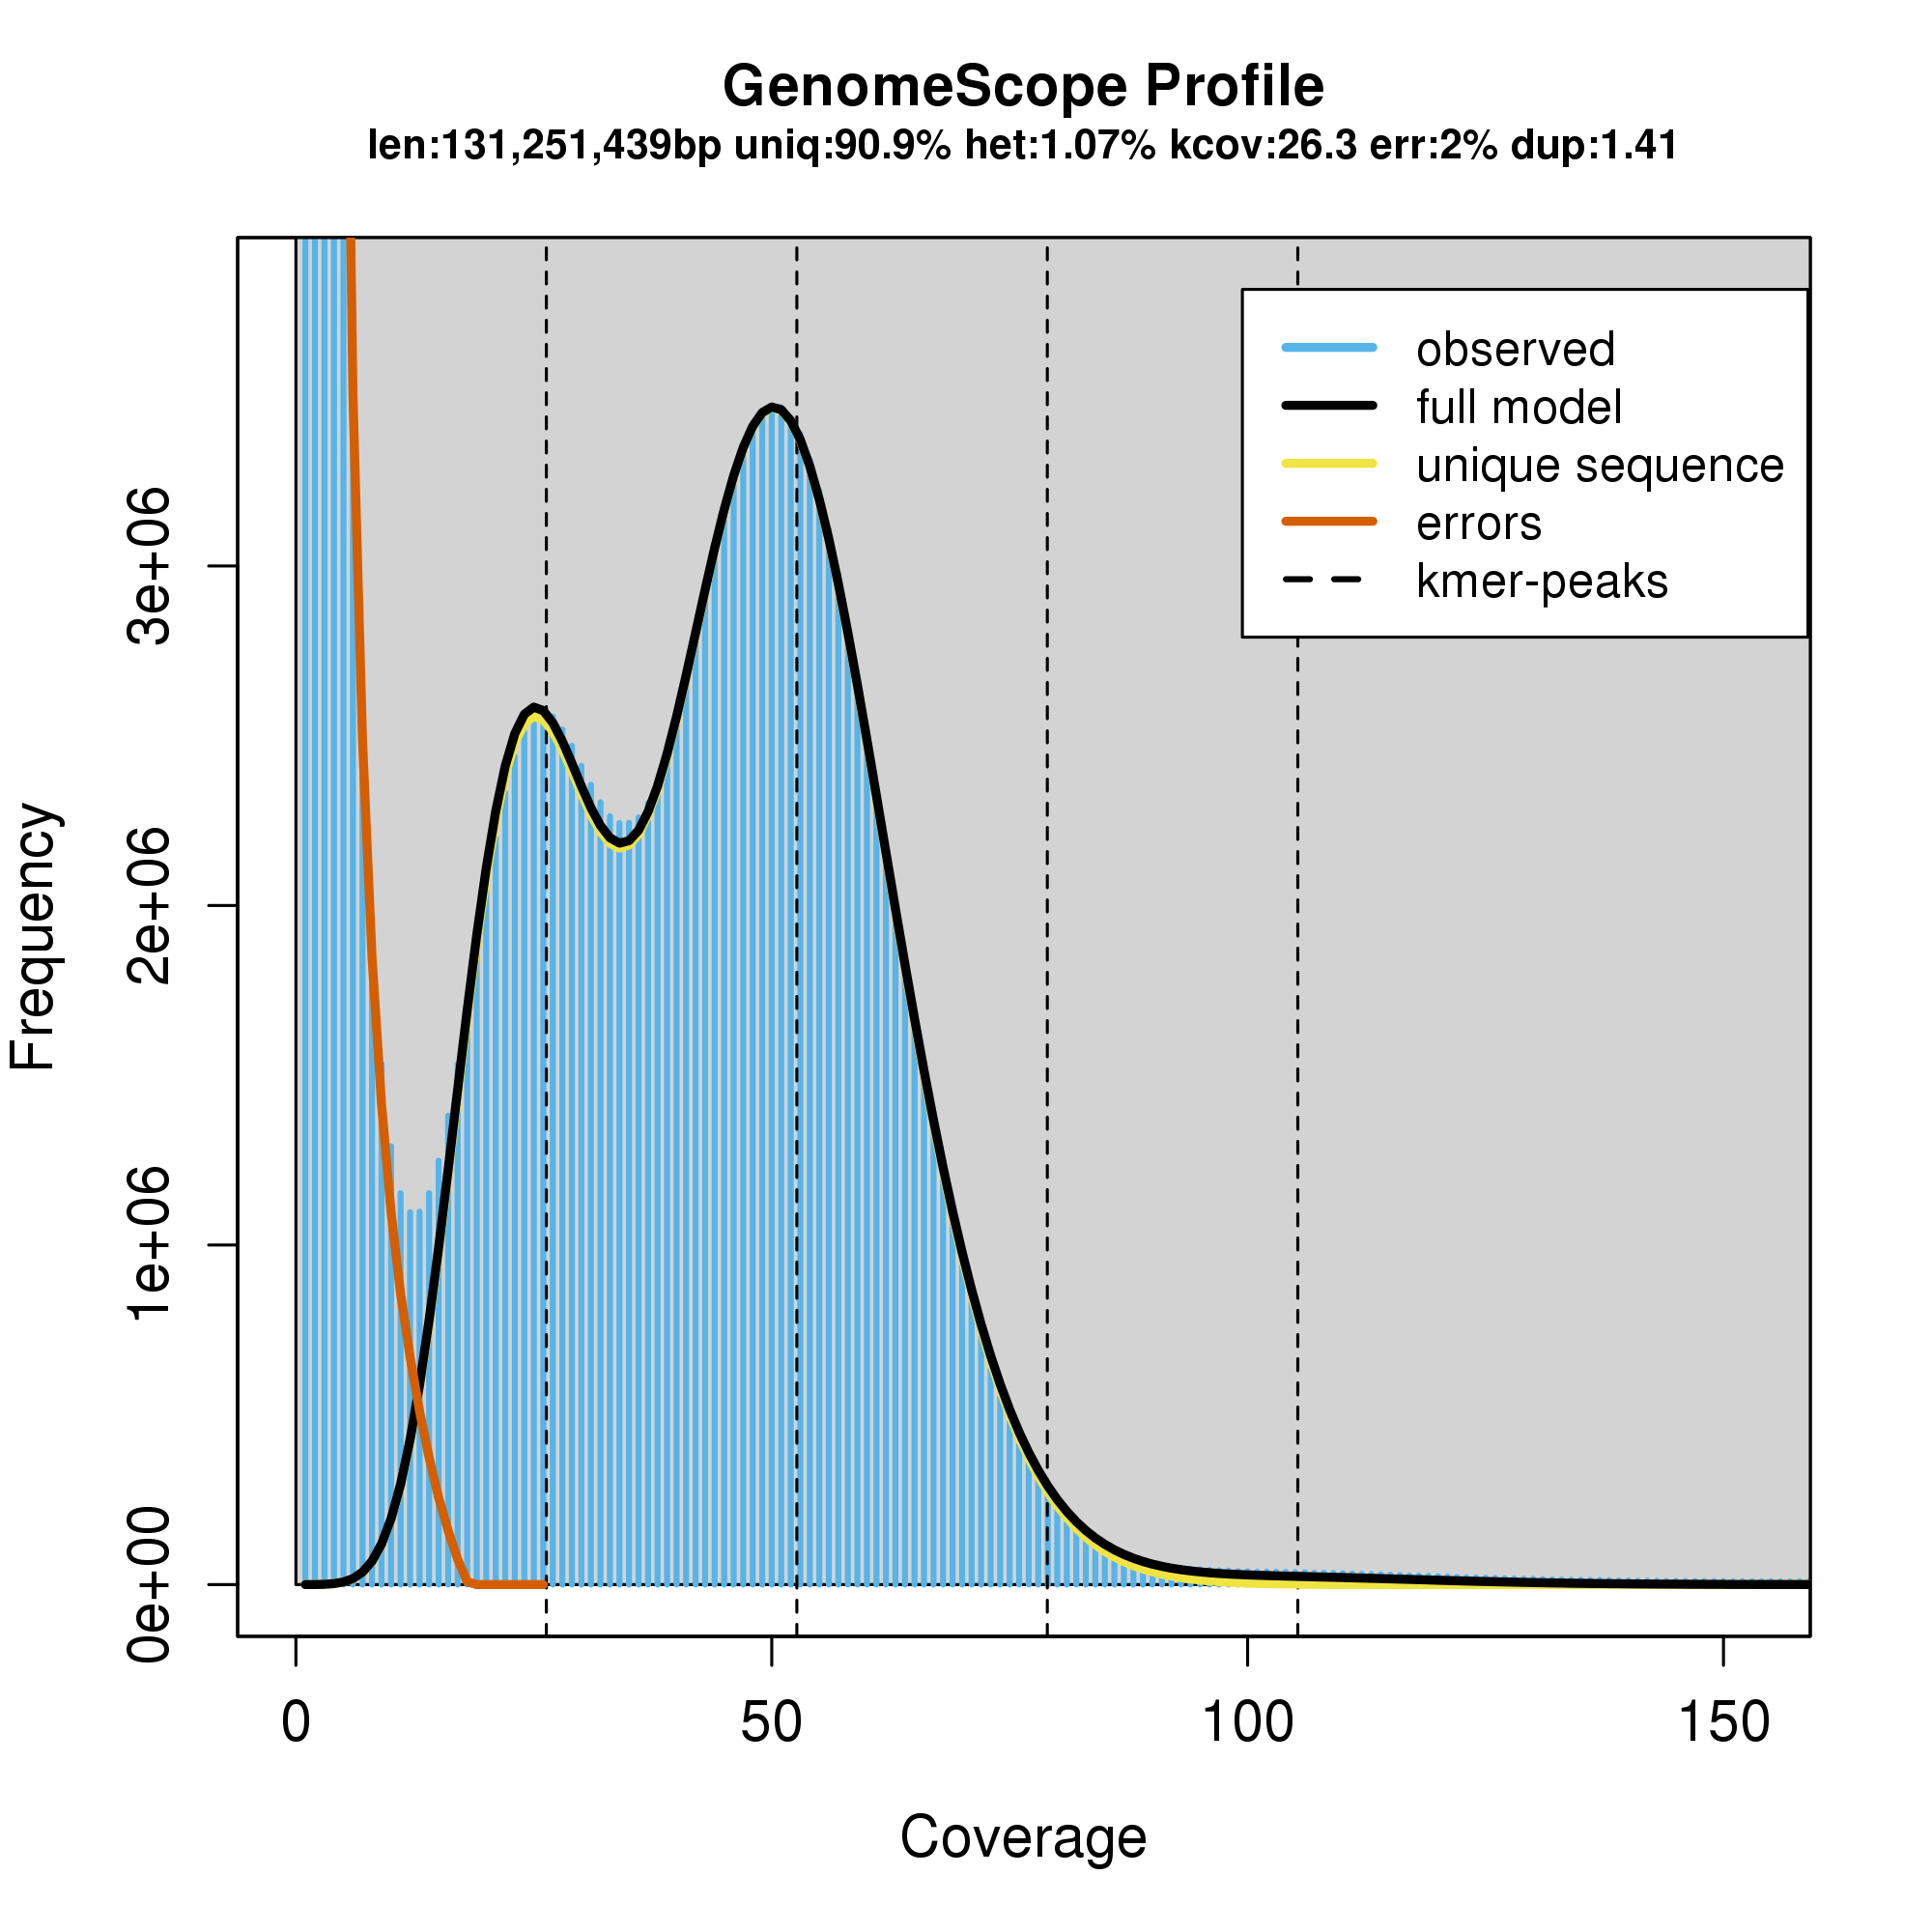 GenomeScope Profile
len:131,251,439bp uniq:90.9% het:1.07% kcov:26.3 err:2% dup:1.41
observed
full model
unique sequence
errors
kmer-peaks
Frequency
3e+06
2e+06
1e+06
0e+00
0 50 100 150
Coverage